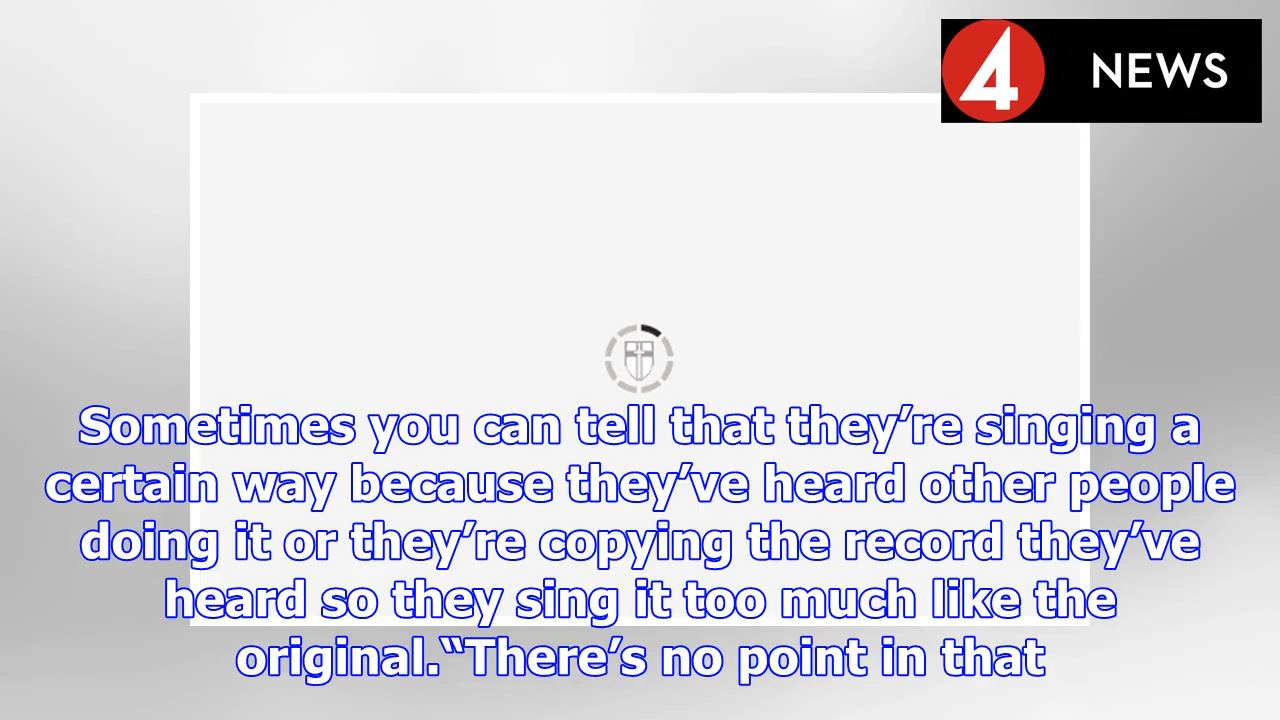 4 NEWS
Sometimes you can tell that they’re singing a
certain way because they’ve heard other people
doing it or they’re copying the record they’ve
heard so they sing it too much like the
original.“There’s no point in that